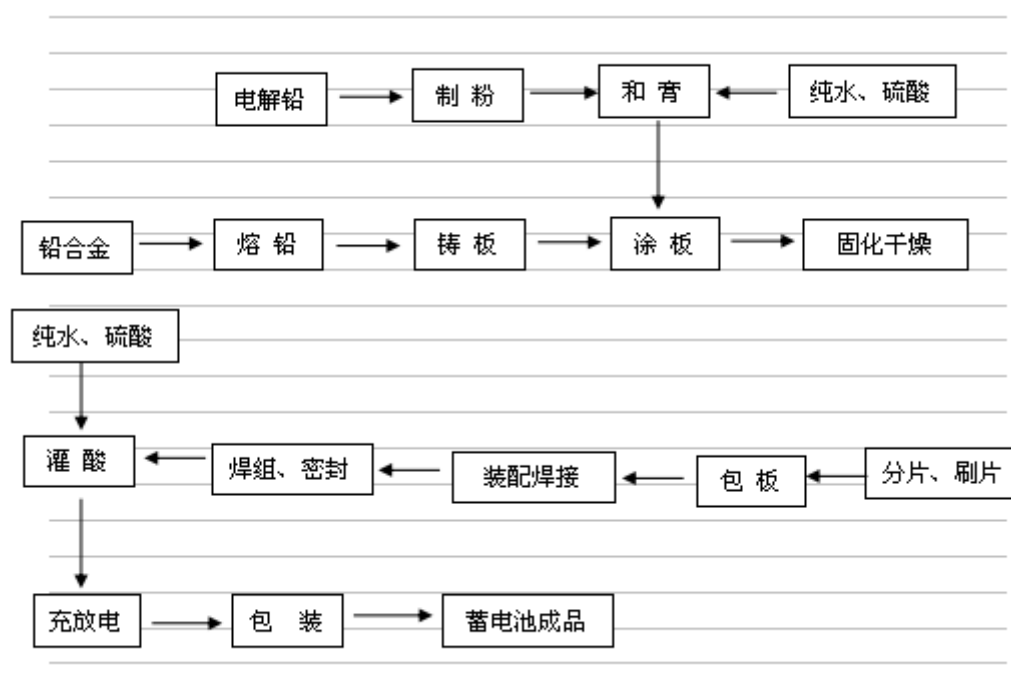 电解铅 制粉 和膏 纯水、硫酸
铅合金 熔铅 铸板 涂板 固化干燥
纯水、硫酸
灌酸 焊组、密封 装配焊接 包板 分片、刷片
充放电 包装 蓄电池成品